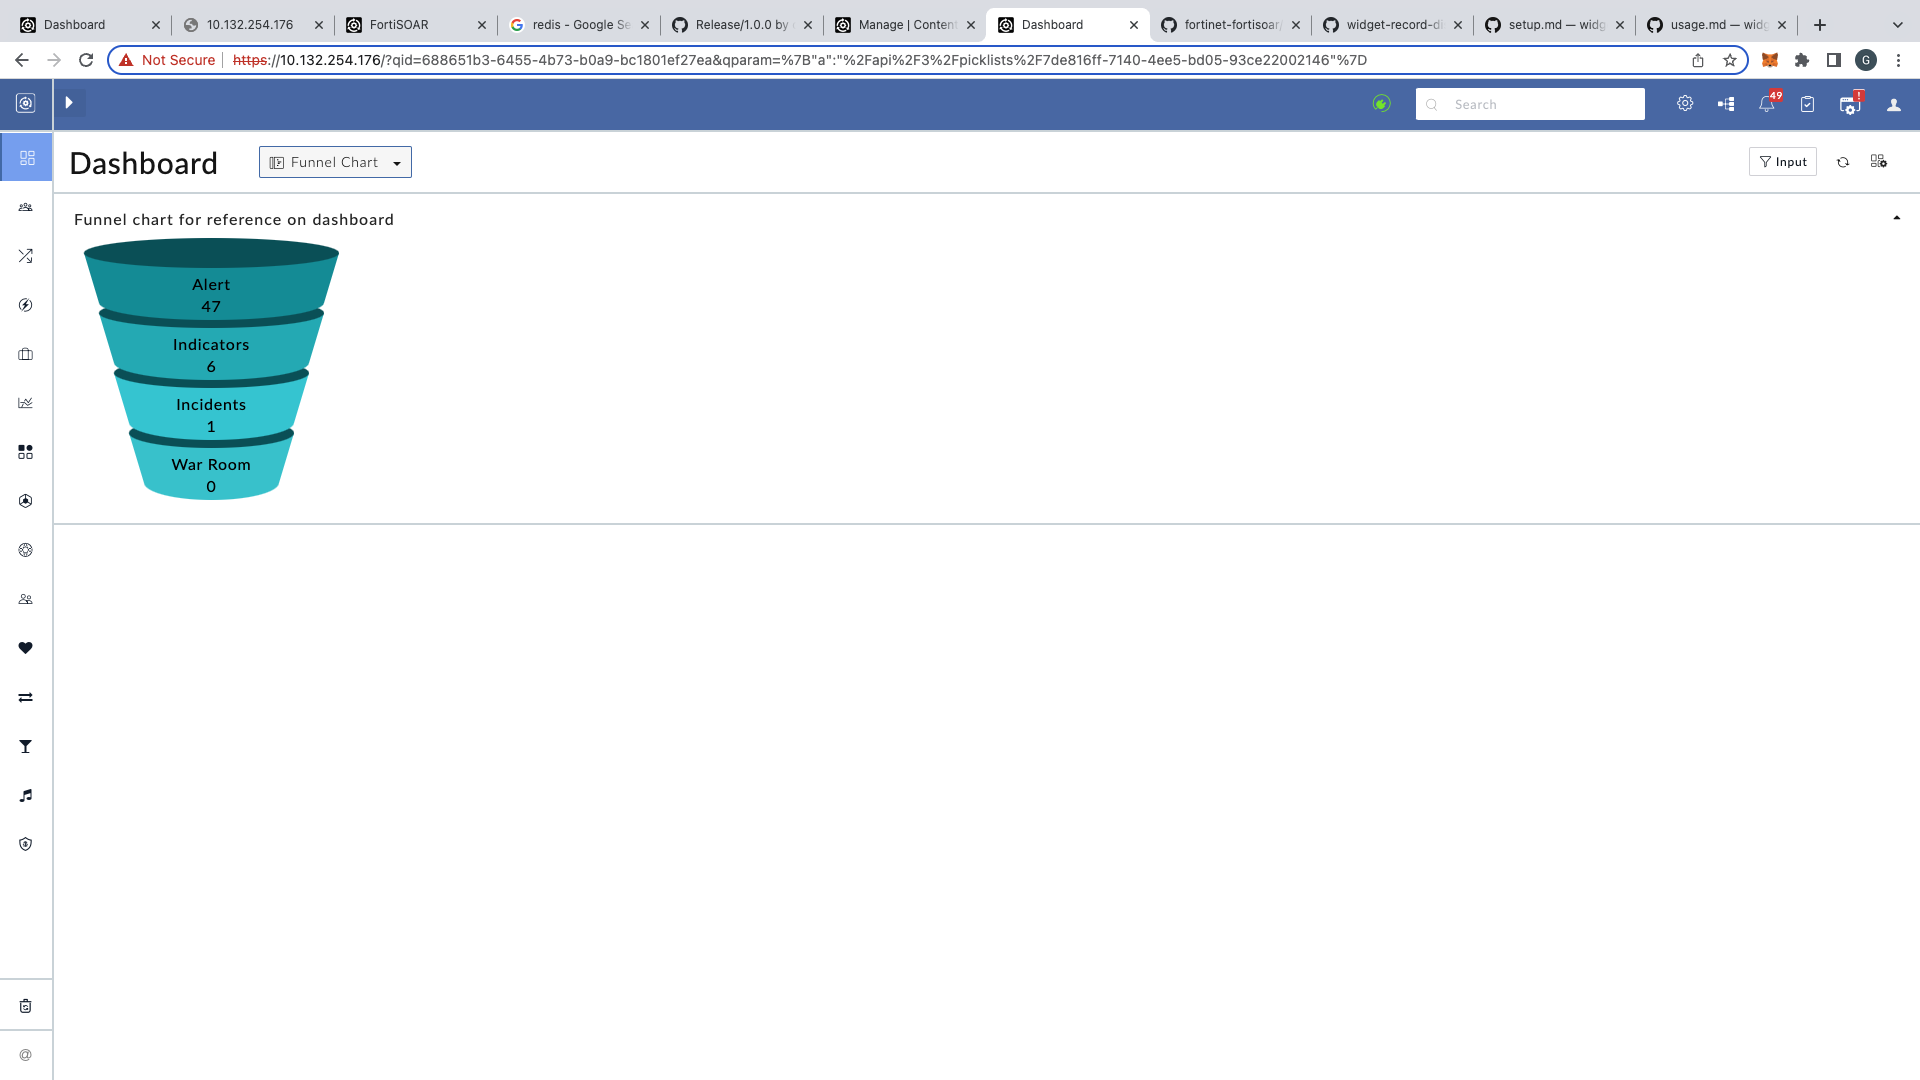 Dashboard
10.132.254.176
FortiSOAR
redis - Google Se
Release/1.0.0 by
Manage | Content
Dashboard
fortinet-fortisoar/
widget-record-di
setup.md — widg
usage.md — widg
Not Secure
https://10.132.254.176/?qid=688651b3-6455-4b73-b0a9-bc1801ef27ea&qparam=%7B"a":"%2Fapi%2F3%2Fpicklists%2F7de816ff-7140-4ee5-bd05-93ce22002146"%7D
G
Search
49
!
Dashboard
Funnel Chart
Input
Funnel chart for reference on dashboard
Alert
47
Indicators
6
Incidents
1
War Room
0
@